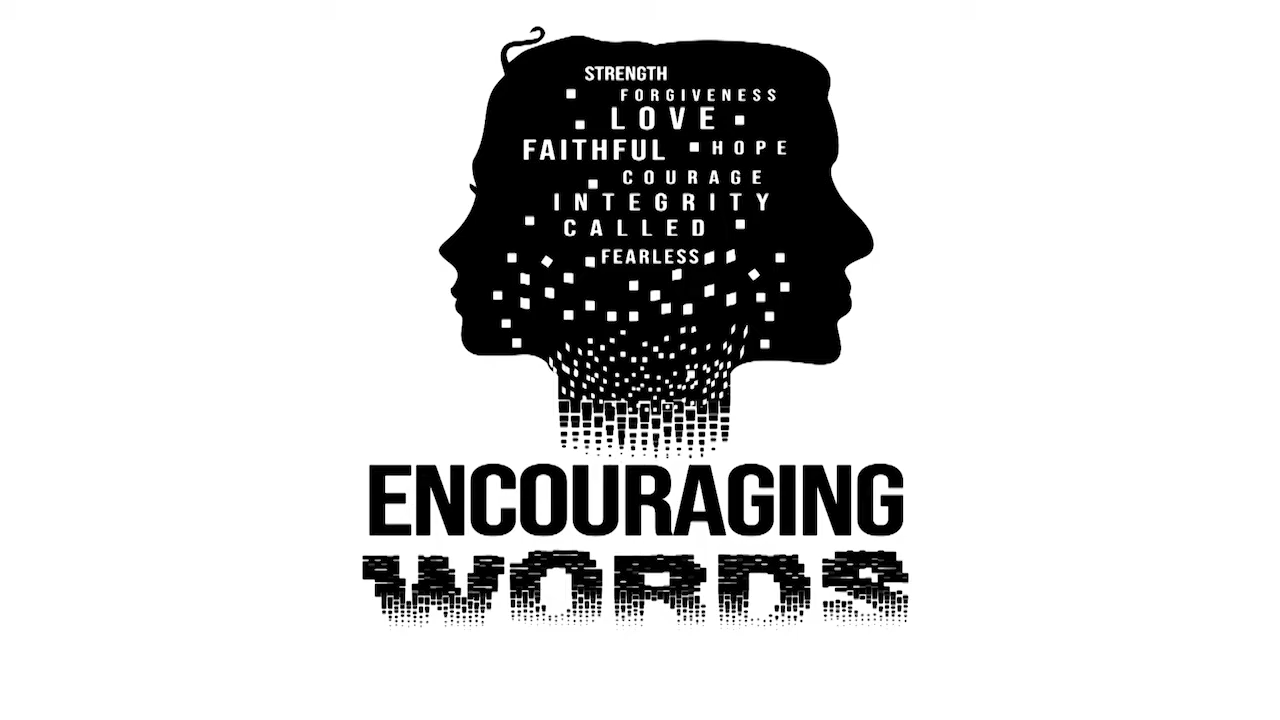 STRENGTH
FORGIVENESS
LOVE
FAITHFUL HOPE
COURAGE
INTEGRITY
CALLED
FEARLESS
ENCOURAGING
WORDS